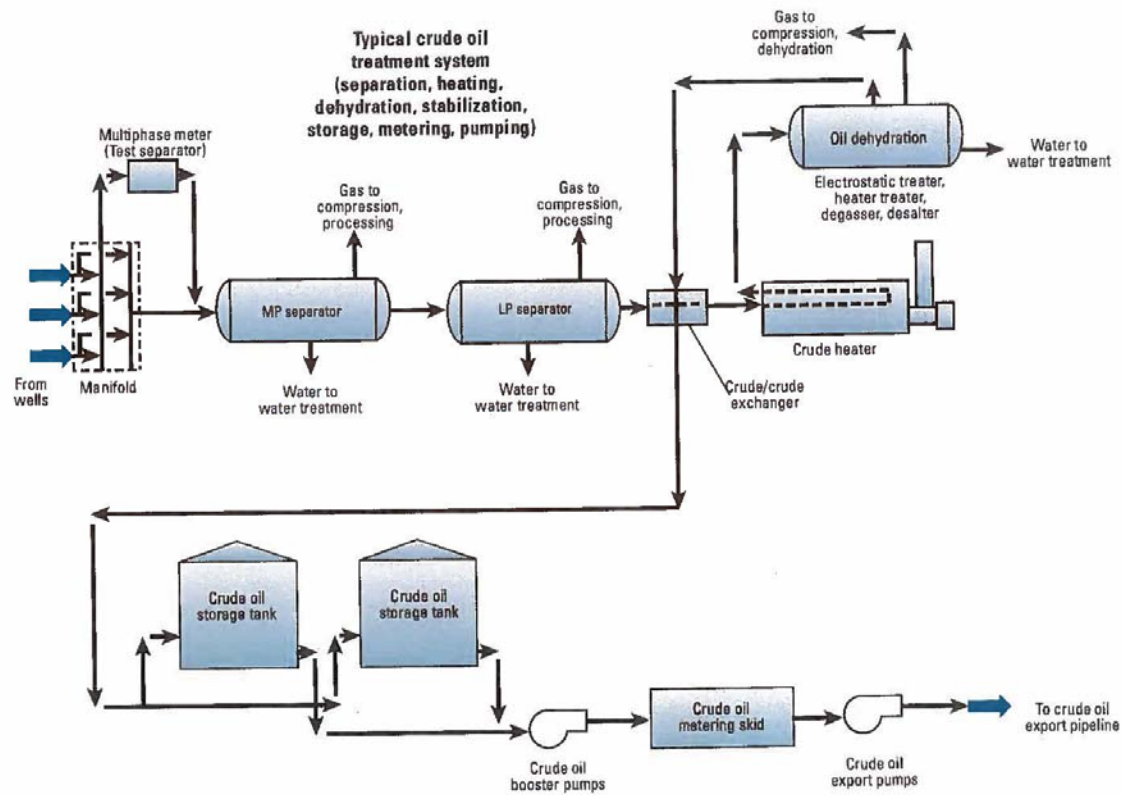 Typical crude oil
treatment system
(separation, heating,
dehydration, stabilization,
storage, metering, pumping)
Gas to
compression,
dehydration
Multiphase meter
(Test separator)
Oil dehydration
Water to
water treatment
Electrostatic treater,
heater treater,
degasser, desalter
Gas to
compression,
processing
Gas to
compression,
processing
MP separator
LP separator
Crude heater
From
wells
Manifold
Water to
water treatment
Water to
water treatment
Crude/crude
exchanger
Crude oil
storage tank
Crude oil
storage tank
Crude oil
metering skid
To crude oil
export pipeline
Crude oil
booster pumps
Crude oil
export pumps